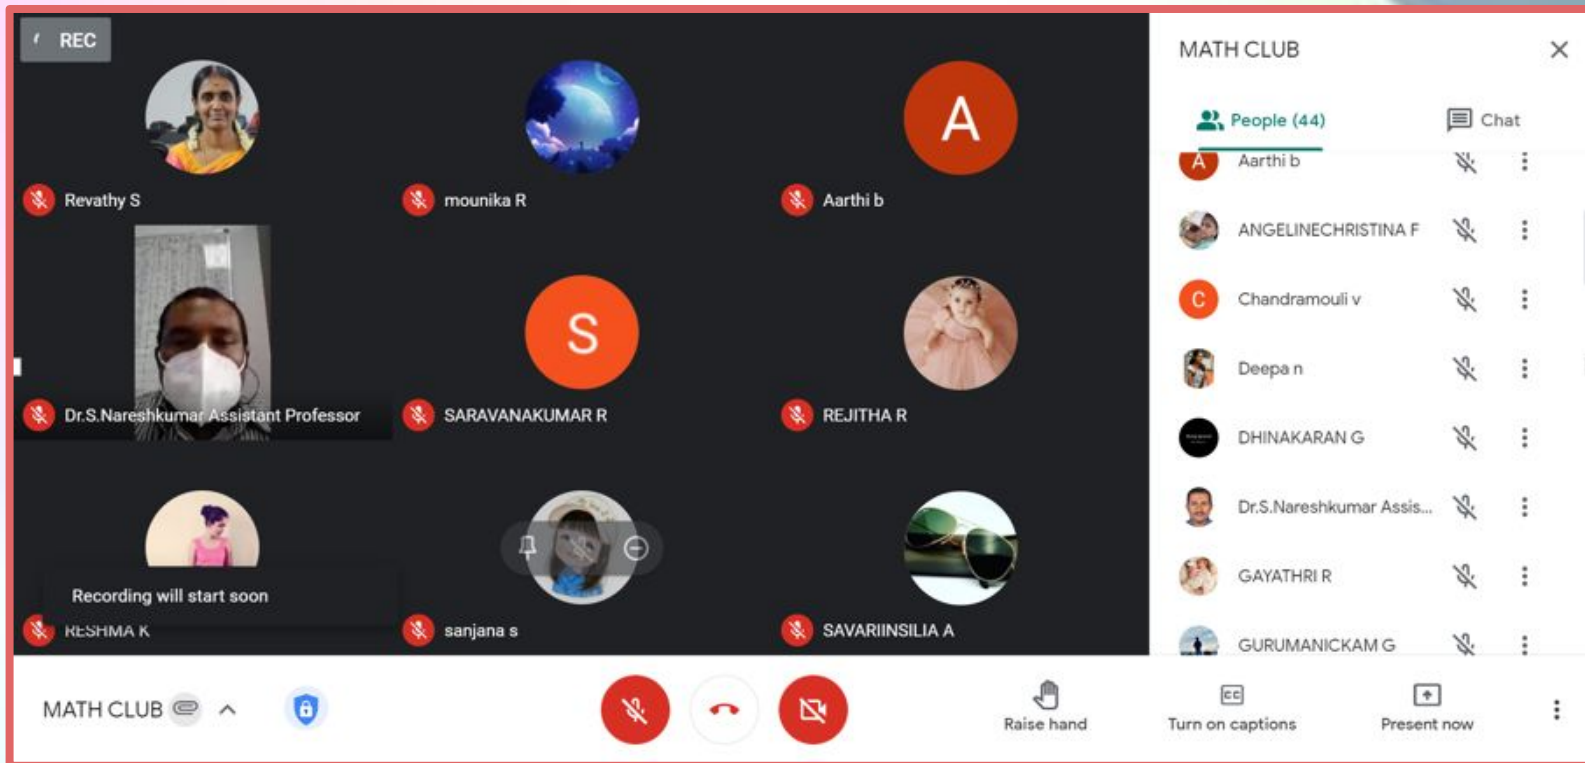 REC
Revathy S
mounika R
A
Aarthi b
Dr.S.Nareshkumar Assistant Professor
S
SARAVANAKUMAR R
REJITHA R
Recording will start soon
RESHMA K
sanjana s
SAVARIINSILIA A
MATH CLUB
People (44)
Chat
A
Aarthi b
ANGELINECHRISTINA F
C
Chandramouli v
Deepa n
DHINAKARAN G
Dr.S.Nareshkumar Assis...
GAYATHRI R
GURUMANICKAM G
MATH CLUB
Raise hand
CC
Turn on captions
Present now